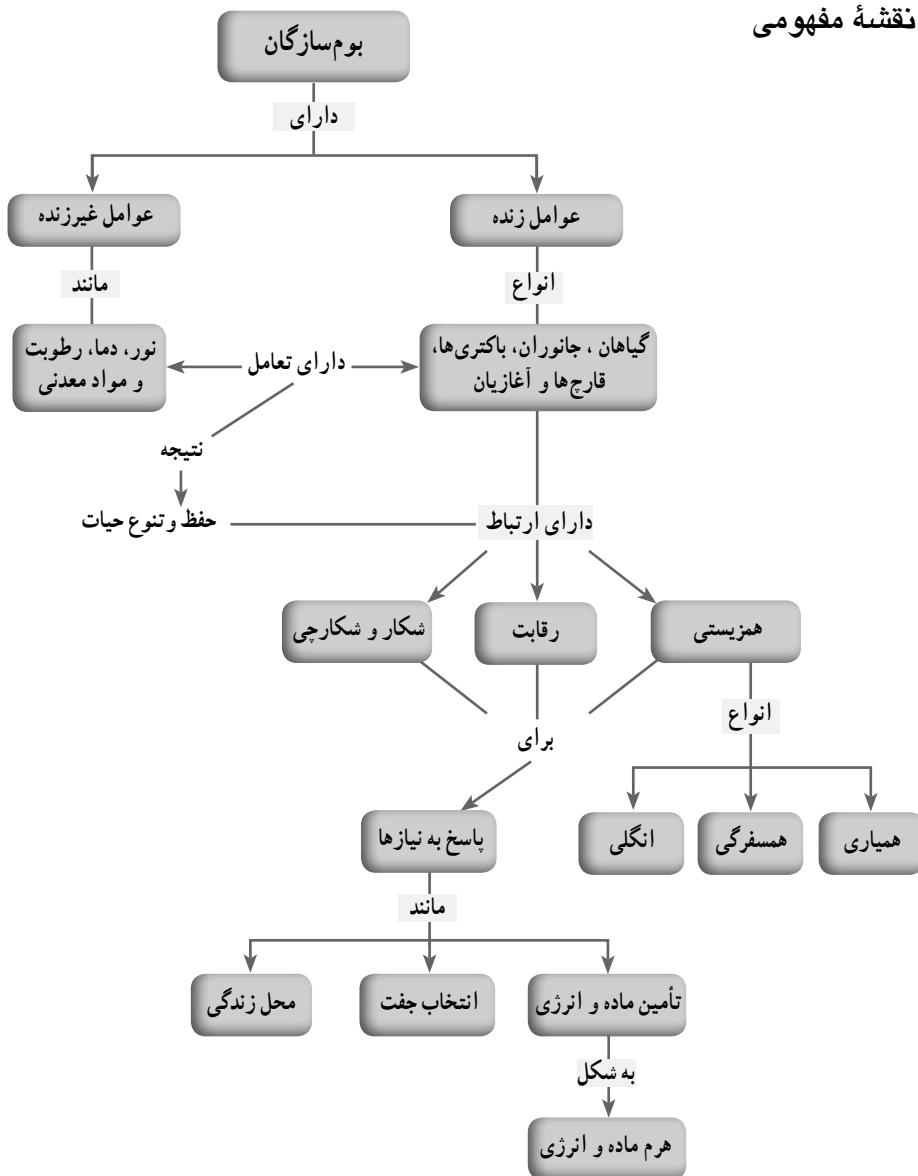 نقشهٔ مفهومی
بوم‌سازگان
دارای
عوامل زنده
عوامل غیرزنده
انواع
مانند
گیاهان ، جانوران، باکتری‌ها،
قارچ‌ها و آغازیان
دارای تعامل
نور، دما، رطوبت
و مواد معدنی
نتیجه
دارای ارتباط
حفظ و تنوع حیات
همزیستی
رقابت
شکار و شکارچی
انواع
برای
همیاری
همسفرگی
انگلی
پاسخ به نیازها
مانند
تأمین ماده و انرژی
انتخاب جفت
محل زندگی
به شکل
هرم ماده و انرژی